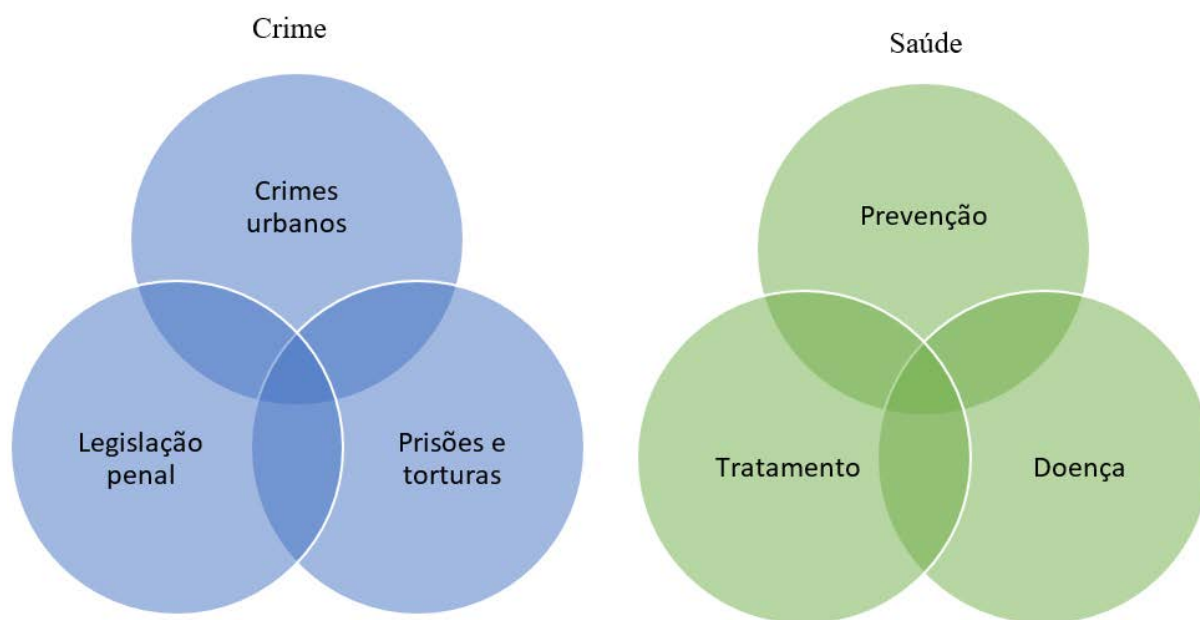 Crime
Crimes
urbanos
Legislação
penal
Prisões e
torturas
Saúde
Prevenção
Tratamento
Doença